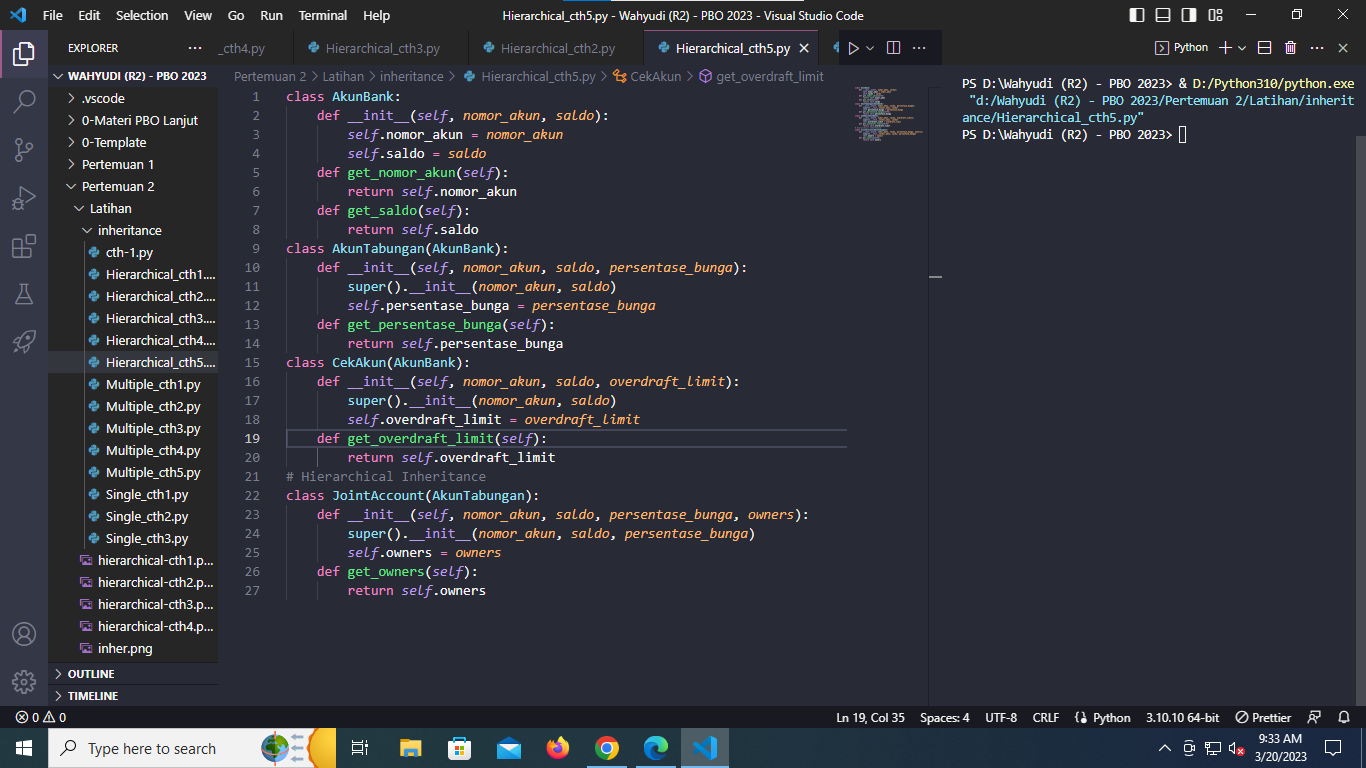 File Edit Selection View Go Run Terminal Help
Hierarchical_cth5.py - Wahyudi (R2) - PBO 2023 - Visual Studio Code
EXPLORER
_cth4.py
Hierarchical_cth3.py
Hierarchical_cth2.py
Hierarchical_cth5.py
Python
WAHYUDI (R2) - PBO 2023
.vscode
0-Materi PBO Lanjut
0-Template
Pertemuan 1
Pertemuan 2
Latihan
inheritance
cth-1.py
Hierarchical_cth1....
Hierarchical_cth2....
Hierarchical_cth3....
Hierarchical_cth4....
Hierarchical_cth5....
Multiple_cth1.py
Multiple_cth2.py
Multiple_cth3.py
Multiple_cth4.py
Multiple_cth5.py
Single_cth1.py
Single_cth2.py
Single_cth3.py
hierarchical-cth1.p...
hierarchical-cth2.p...
hierarchical-cth3.p...
hierarchical-cth4.p...
inher.png
OUTLINE
TIMELINE
Pertemuan 2 > Latihan > inheritance > Hierarchical_cth5.py > CekAkun > get_overdraft_limit
1 class AkunBank:
2     def __init__(self, nomor_akun, saldo):
3         self.nomor_akun = nomor_akun
4         self.saldo = saldo
5     def get_nomor_akun(self):
6         return self.nomor_akun
7     def get_saldo(self):
8         return self.saldo
9 class AkunTabungan(AkunBank):
10     def __init__(self, nomor_akun, saldo, persentase_bunga):
11         super().__init__(nomor_akun, saldo)
12         self.persentase_bunga = persentase_bunga
13     def get_persentase_bunga(self):
14         return self.persentase_bunga
15 class CekAkun(AkunBank):
16     def __init__(self, nomor_akun, saldo, overdraft_limit):
17         super().__init__(nomor_akun, saldo)
18         self.overdraft_limit = overdraft_limit
19     def get_overdraft_limit(self):
20         return self.overdraft_limit
21 # Hierarchical Inheritance
22 class JointAccount(AkunTabungan):
23     def __init__(self, nomor_akun, saldo, persentase_bunga, owners):
24         super().__init__(nomor_akun, saldo, persentase_bunga)
25         self.owners = owners
26     def get_owners(self):
27         return self.owners
PS D:\Wahyudi (R2) - PBO 2023> & D:/Python310/python.exe
"d:/Wahyudi (R2) - PBO 2023/Pertemuan 2/Latihan/inherit
ance/Hierarchical_cth5.py"
PS D:\Wahyudi (R2) - PBO 2023>
0 0
Ln 19, Col 35 Spaces: 4 UTF-8 CRLF Python 3.10.10 64-bit Prettier
Type here to search
9:33 AM
3/20/2023